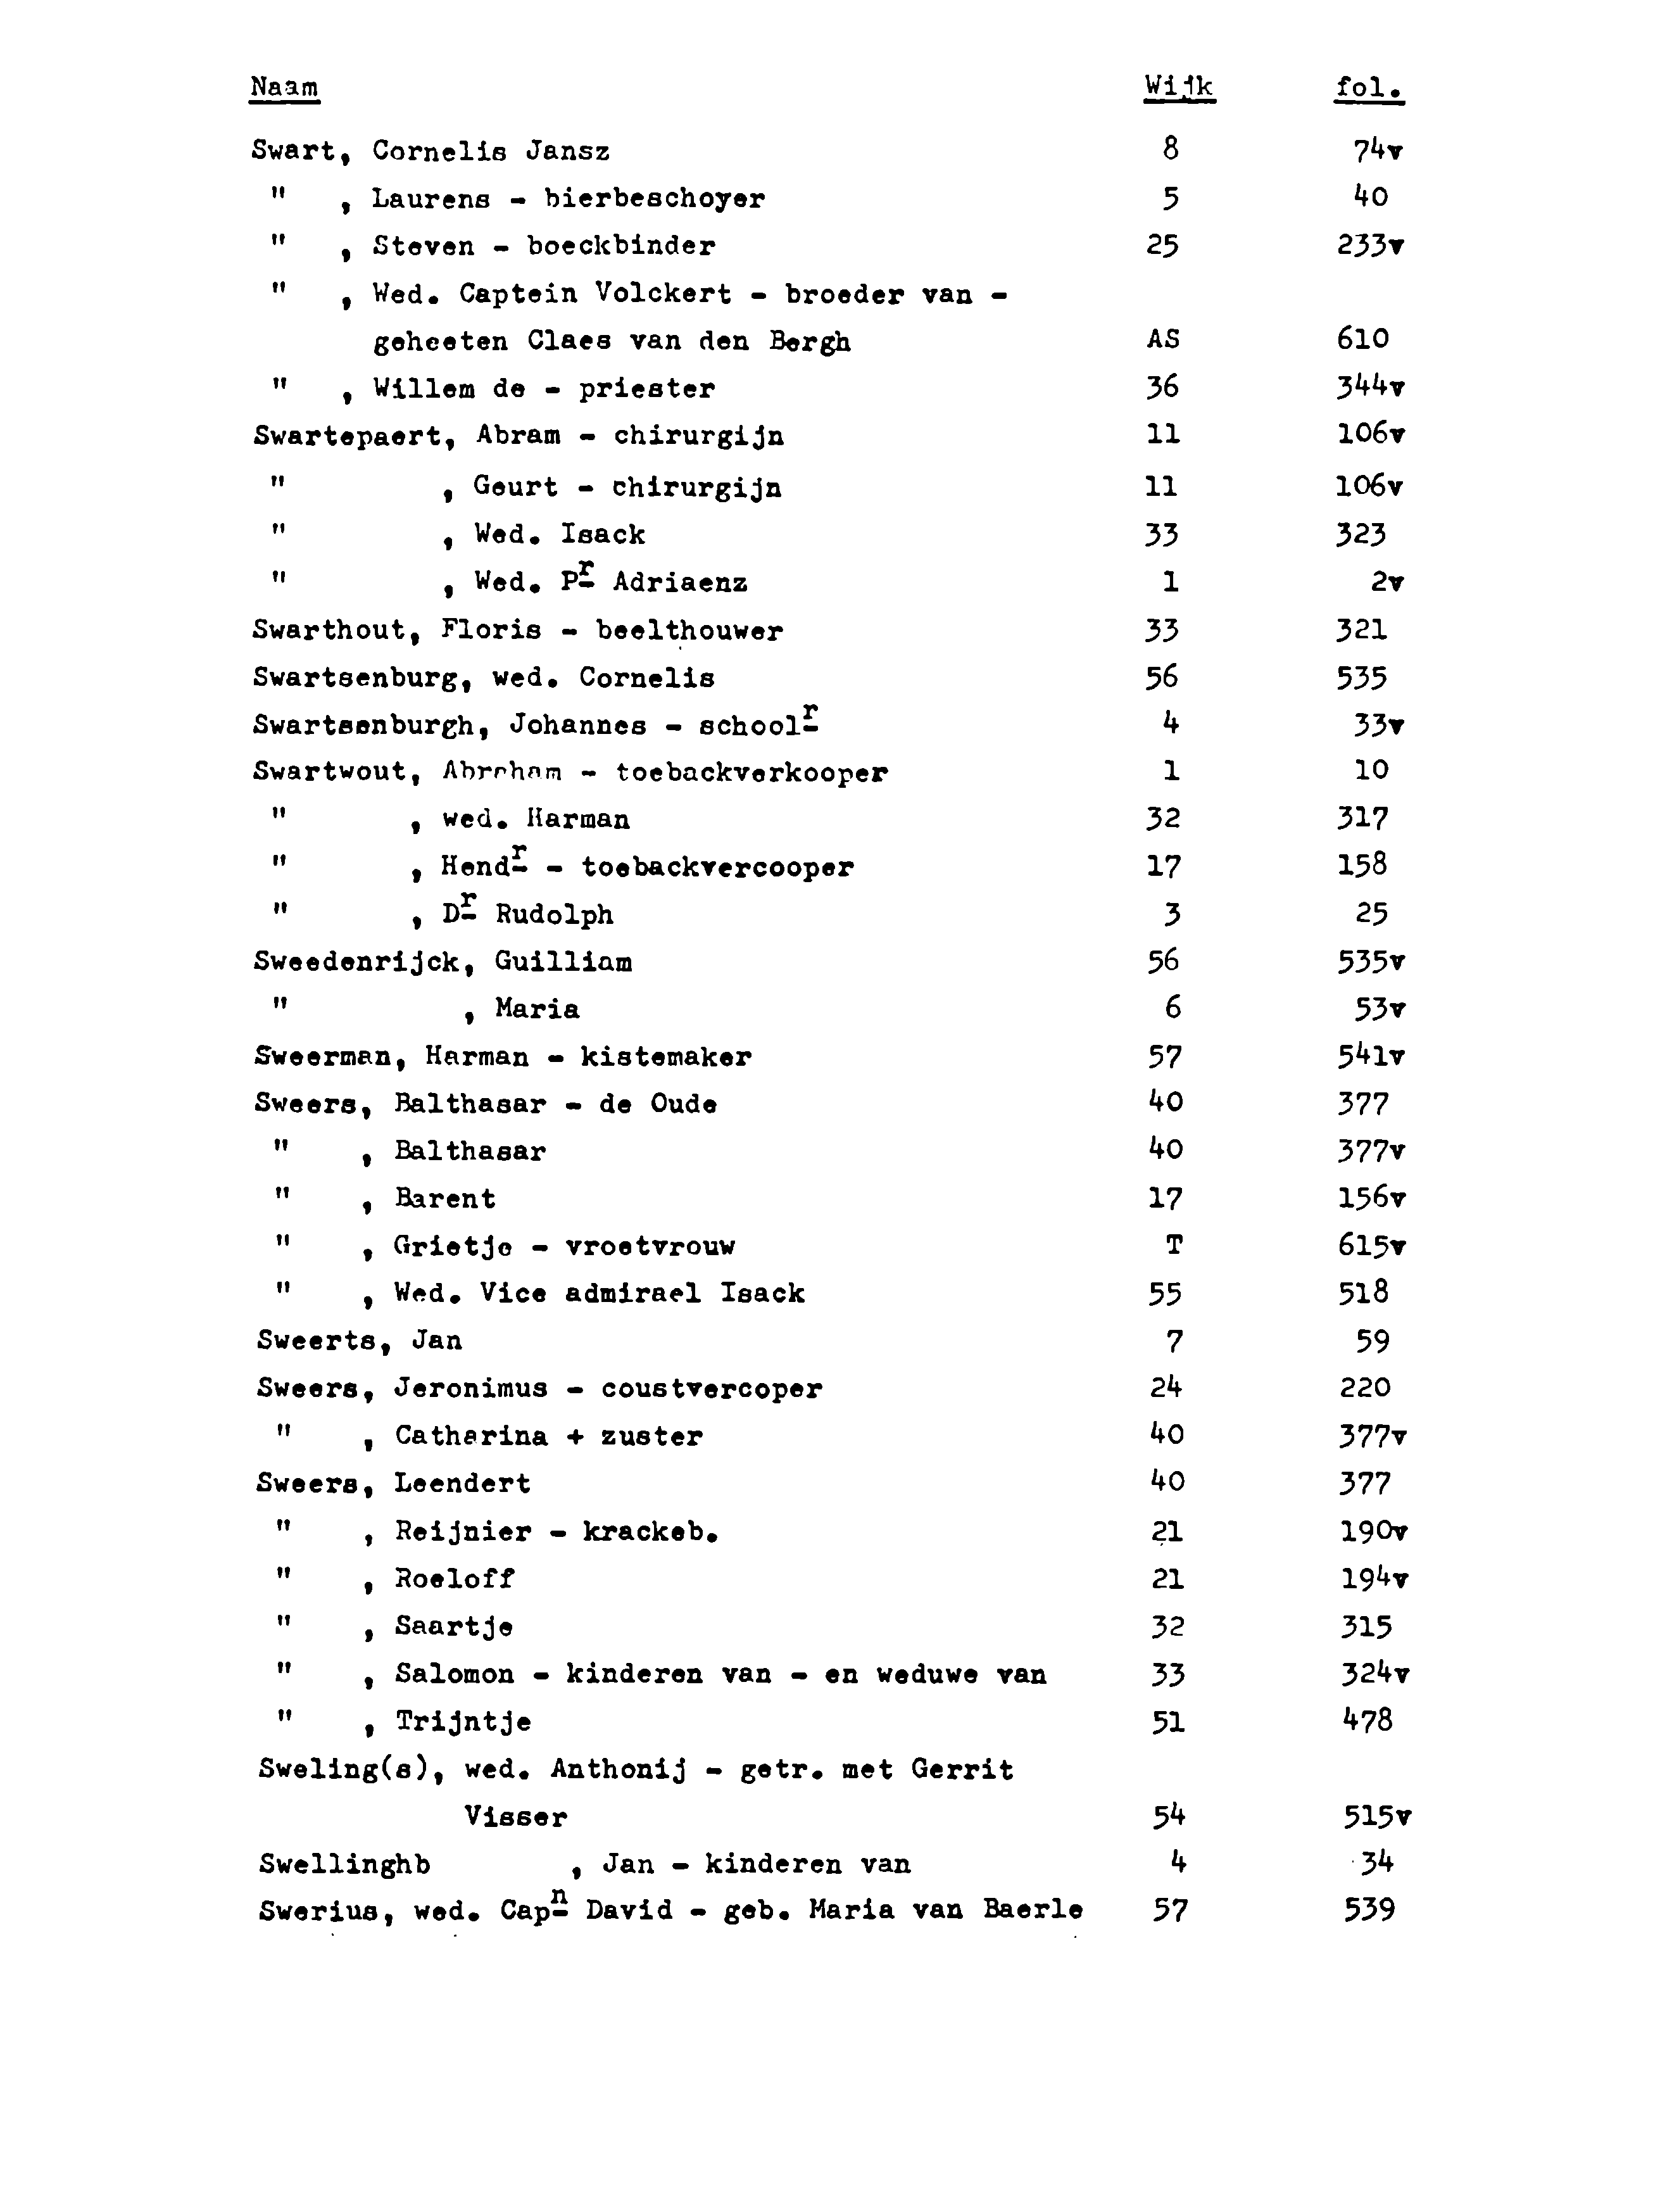 Naam Wijk fol.
Swart, Cornelis Jansz 8 74v
" , Laurens - bierbeschoyer 5 40
" , Steven - boeckbinder 25 233v
" , Wed. Captein Volckert - broeder van -
geheeten Claes van den Bergh AS 610
" , Willem de - priester 36 344v
Swartepaert, Abram - chirurgijn 11 106v
" , Geurt - chirurgijn 11 106v
" , Wed. Isack 33 323
" , Wed. Pr Adriaenz 1 2v
Swarthout, Floris - beelthouwer 33 321
Swartsenburg, wed. Cornelis 56 535
Swartsenburgh, Johannes - schoolr 4 33v
Swartwout, Abraham - toebackverkooper 1 10
" , wed. Harman 32 317
" , Hendr - toebackvercooper 17 158
" , Dr Rudolph 3 25
Sweedenrijck, Guilliam 56 535v
" , Maria 6 53v
Sweerman, Harman - kistemaker 57 541v
Sweers, Balthasar - de Oude 40 377
" , Balthasar 40 377v
" , Barent 17 156v
" , Grietje - vroetvrouw T 615v
" , Wed. Vice admirael Isack 55 518
Sweerts, Jan 7 59
Sweers, Jeronimus - coustvercoper 24 220
" , Catharina + zuster 40 377v
Sweers, Leendert 40 377
" , Reijnier - krackeb. 21 190v
" , Roeloff 21 194v
" , Saartje 32 315
" , Salomon - kinderen van - en weduwe van 33 324v
" , Trijntje 51 478
Sweling(s), wed. Anthonij - getr. met Gerrit
Visser 54 515v
Swellinghb , Jan - kinderen van 4 34
Swerius, wed. Capn David - geb. Maria van Baerle 57 539